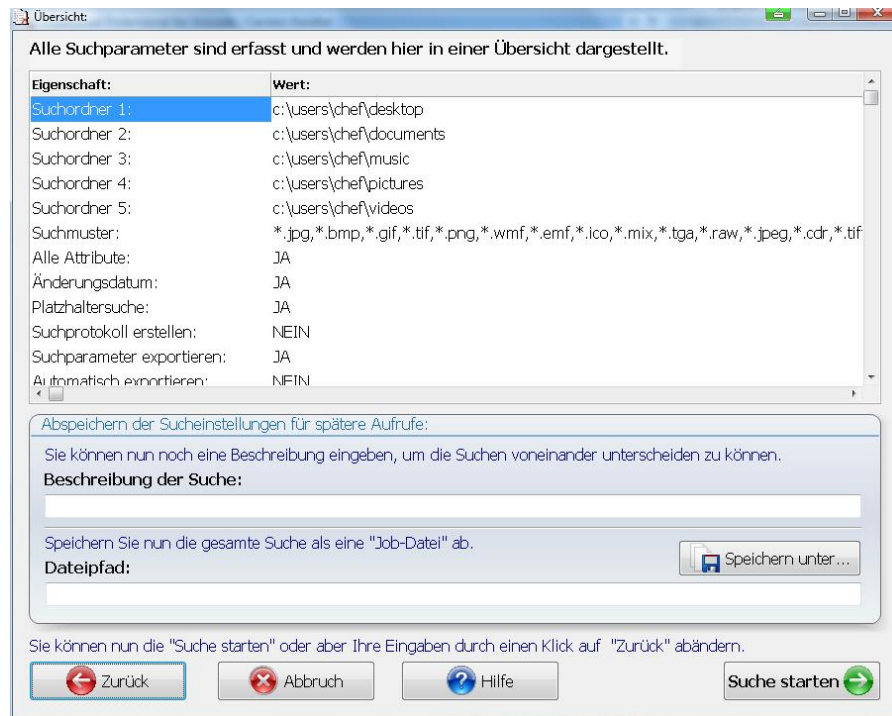 Übersicht:
Alle Suchparameter sind erfasst und werden hier in einer Übersicht dargestellt.
Eigenschaft: Wert:
Suchordner 1: c:\users\chef\desktop
Suchordner 2: c:\users\chef\documents
Suchordner 3: c:\users\chef\music
Suchordner 4: c:\users\chef\pictures
Suchordner 5: c:\users\chef\videos
Suchmuster: *.jpg,*.bmp,*.gif,*.tif,*.png,*.wmf,*.emf,*.ico,*.mix,*.tga,*.raw,*.jpeg,*.cdr,*.tif
Alle Attribute: JA
Änderungsdatum: JA
Platzhaltersuche: JA
Suchprotokoll erstellen: NEIN
Suchparameter exportieren: JA
Automatisch exportieren: NEIN
Abspeichern der Sucheinstellungen für spätere Aufrufe:
Sie können nun noch eine Beschreibung eingeben, um die Suchen voneinander unterscheiden zu können.
Beschreibung der Suche:
Speichern Sie nun die gesamte Suche als eine "Job-Datei" ab.
Speichern unter...
Dateipfad:
Sie können nun die "Suche starten" oder aber Ihre Eingaben durch einen Klick auf "Zurück" abändern.
Zurück Abbruch Hilfe Suche starten